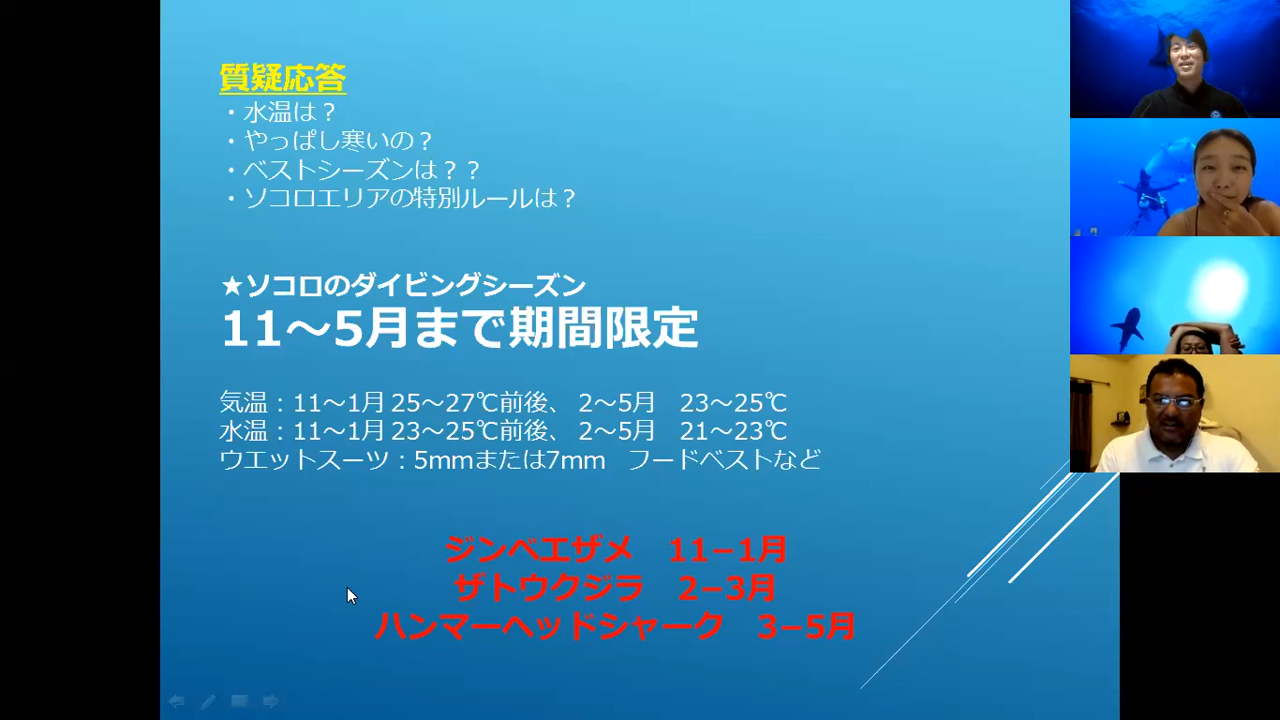 質疑応答
・水温は？
・やっぱし寒いの？
・ベストシーズンは？？
・ソコロエリアの特別ルールは？
★ソコロのダイビングシーズン
11～5月まで期間限定
気温：11～1月 25～27℃前後、 2～5月　23～25℃
水温：11～1月 23～25℃前後、 2～5月　21～23℃
ウエットスーツ：5mmまたは7mm　フードベストなど
ジンベエザメ　11−1月
ザトウクジラ　2−3月
ハンマーヘッドシャーク　3−5月